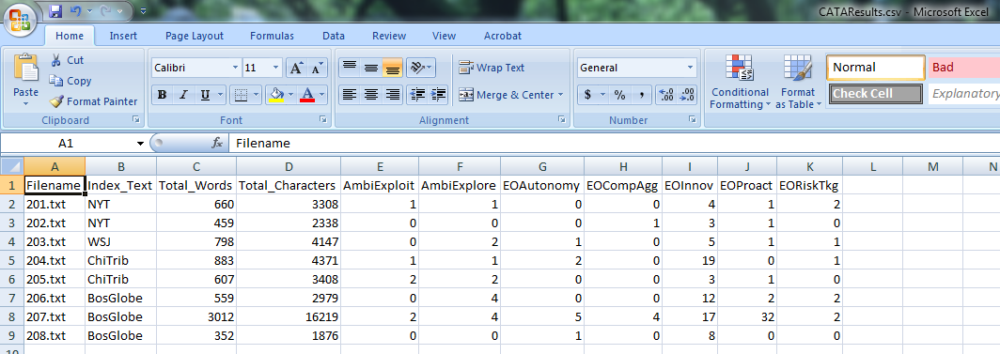 CATAResults.csv - Microsoft Excel
Home Insert Page Layout Formulas Data Review View Acrobat
Paste Cut Copy Format Painter Clipboard
Calibri 11 A A B I U A Font
Wrap Text Merge & Center Alignment
General $ % , .00 .0 .00 Number
Conditional Formatting Format as Table
Normal Bad
Check Cell Explanatory
A1 fx Filename
A B C D E F G H I J K L M N
1 Filename Index_Text Total_Words Total_Characters AmbiExploit AmbiExplore EOAutonomy EOCompAgg EOInnov EOProact EORiskTkg
2 201.txt NYT 660 3308 1 1 0 0 4 1 2
3 202.txt NYT 459 2338 0 0 0 1 3 1 0
4 203.txt WSJ 798 4147 0 2 1 0 5 1 1
5 204.txt ChiTrib 883 4371 1 1 2 0 19 0 1
6 205.txt ChiTrib 607 3408 2 2 0 0 3 1 0
7 206.txt BosGlobe 559 2979 0 4 0 0 12 2 2
8 207.txt BosGlobe 3012 16219 2 4 5 4 17 32 2
9 208.txt BosGlobe 352 1876 0 0 1 0 8 0 0
10